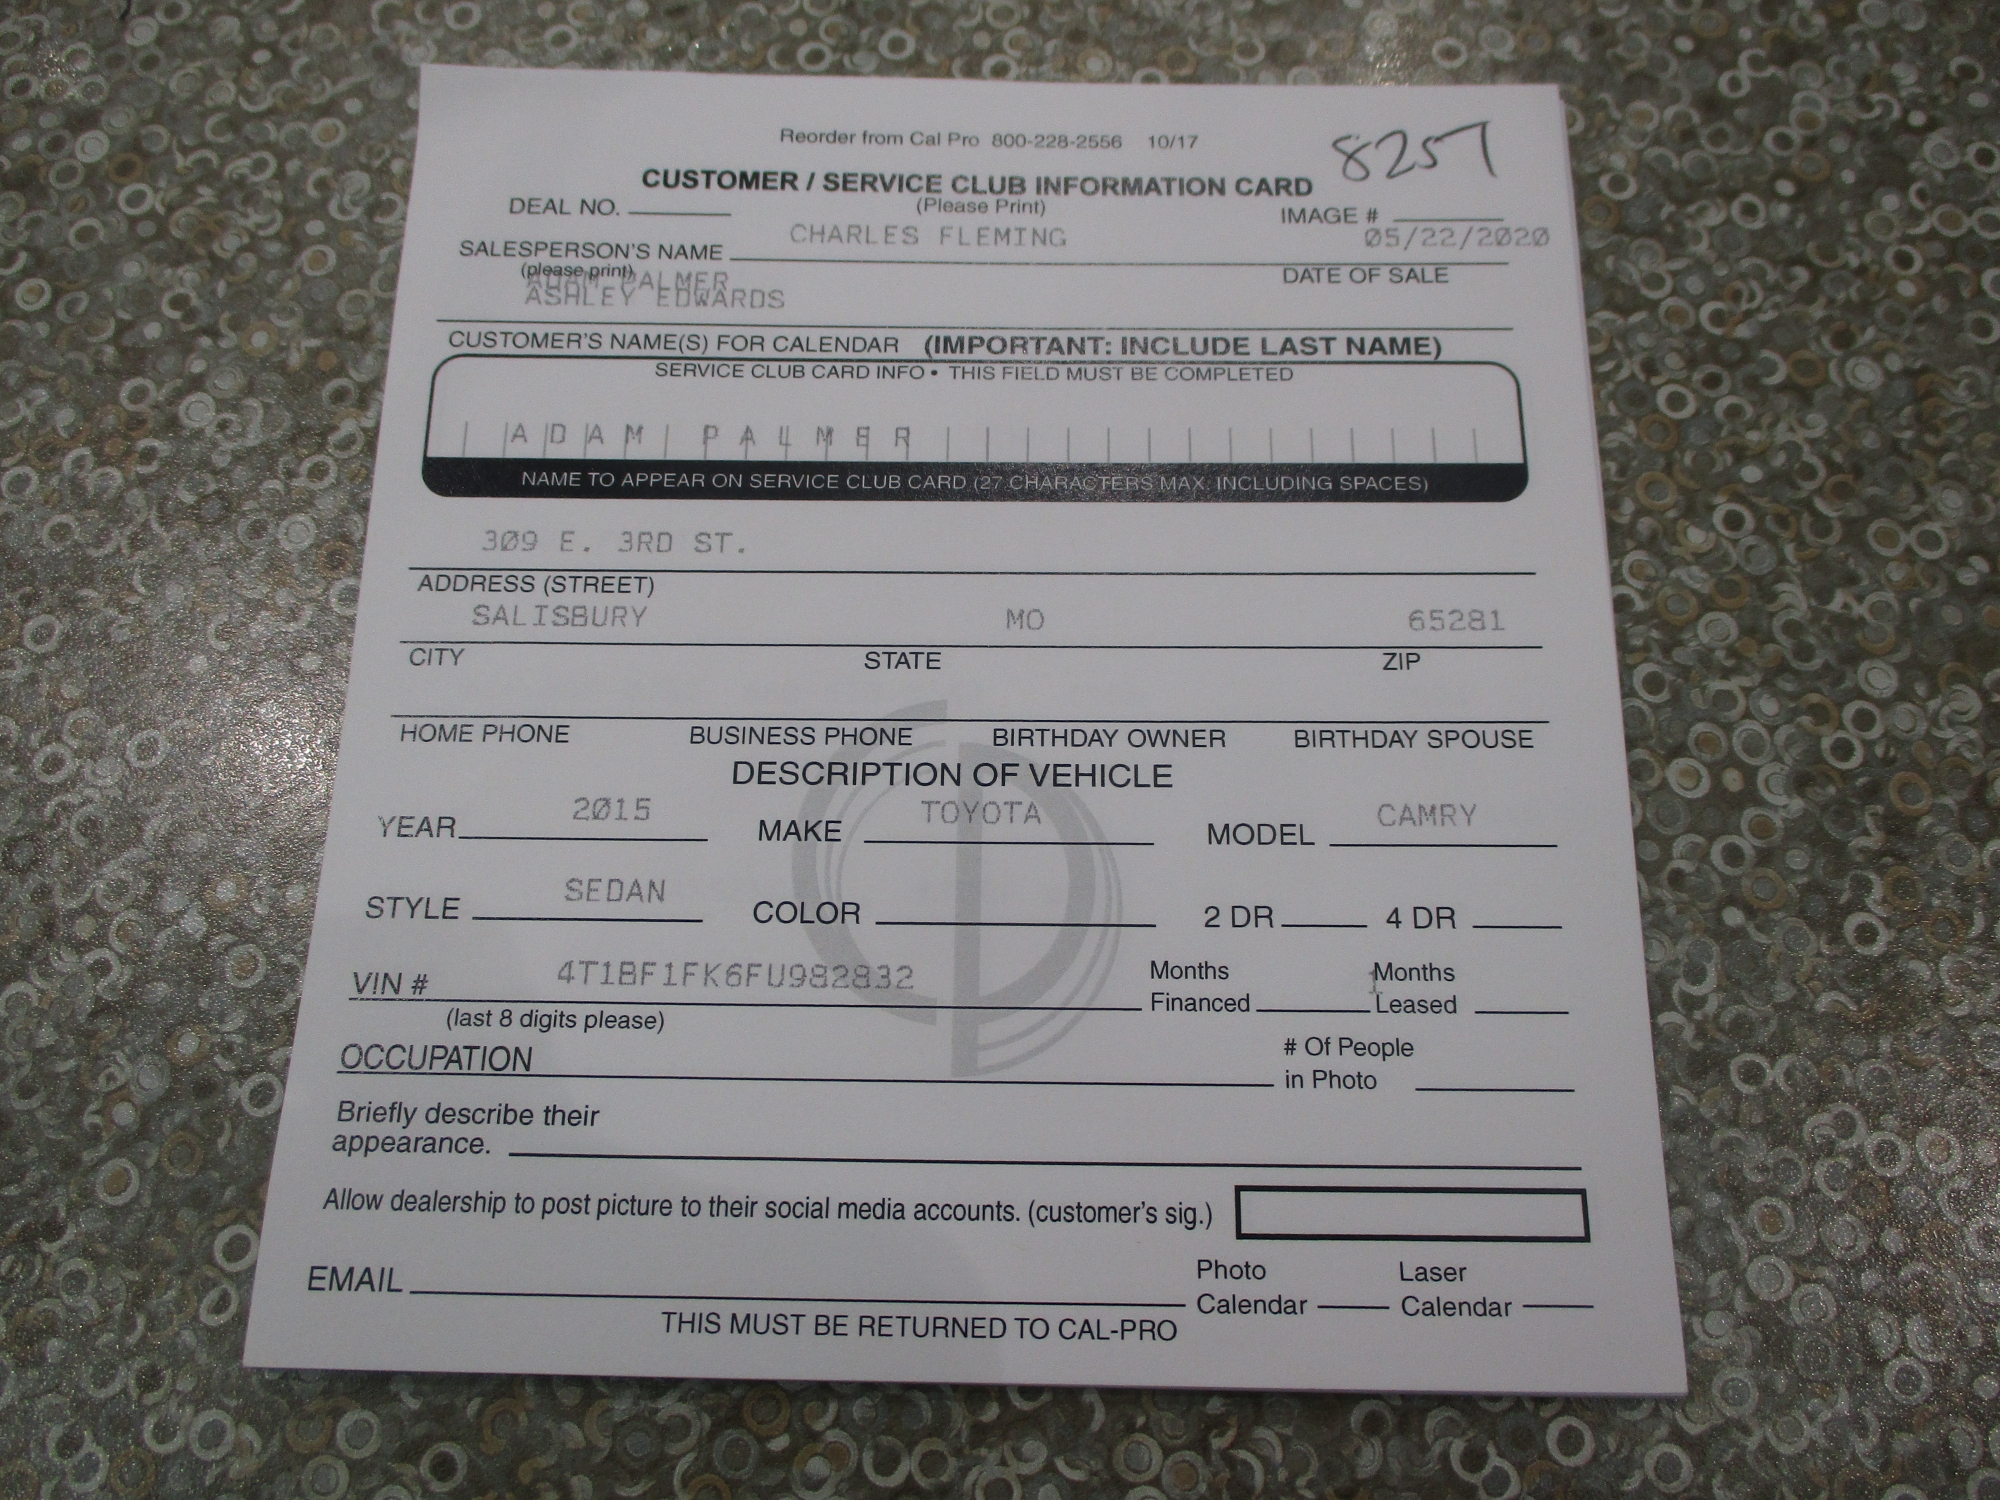 Reorder from Cal Pro 800-228-2556 10/17
8257
CUSTOMER / SERVICE CLUB INFORMATION CARD
DEAL NO. (Please Print) IMAGE #
CHARLES FLEMING 05/22/2020
SALESPERSON'S NAME
(please print) DATE OF SALE
ADAM PALMER
ASHLEY EDWARDS
CUSTOMER'S NAME(S) FOR CALENDAR (IMPORTANT: INCLUDE LAST NAME)
SERVICE CLUB CARD INFO • THIS FIELD MUST BE COMPLETED
ADAM PALMER
NAME TO APPEAR ON SERVICE CLUB CARD (27 CHARACTERS MAX. INCLUDING SPACES)
309 E. 3RD ST.
ADDRESS (STREET)
SALISBURY MO 65281
CITY STATE ZIP
HOME PHONE BUSINESS PHONE BIRTHDAY OWNER BIRTHDAY SPOUSE
DESCRIPTION OF VEHICLE
YEAR 2015 MAKE TOYOTA MODEL CAMRY
STYLE SEDAN COLOR 2 DR 4 DR
VIN # 4T1BF1FK6FU982832 Months Financed 1 Months Leased
(last 8 digits please)
OCCUPATION # Of People in Photo
Briefly describe their
appearance.
Allow dealership to post picture to their social media accounts. (customer's sig.)
EMAIL Photo Calendar Laser Calendar
THIS MUST BE RETURNED TO CAL-PRO